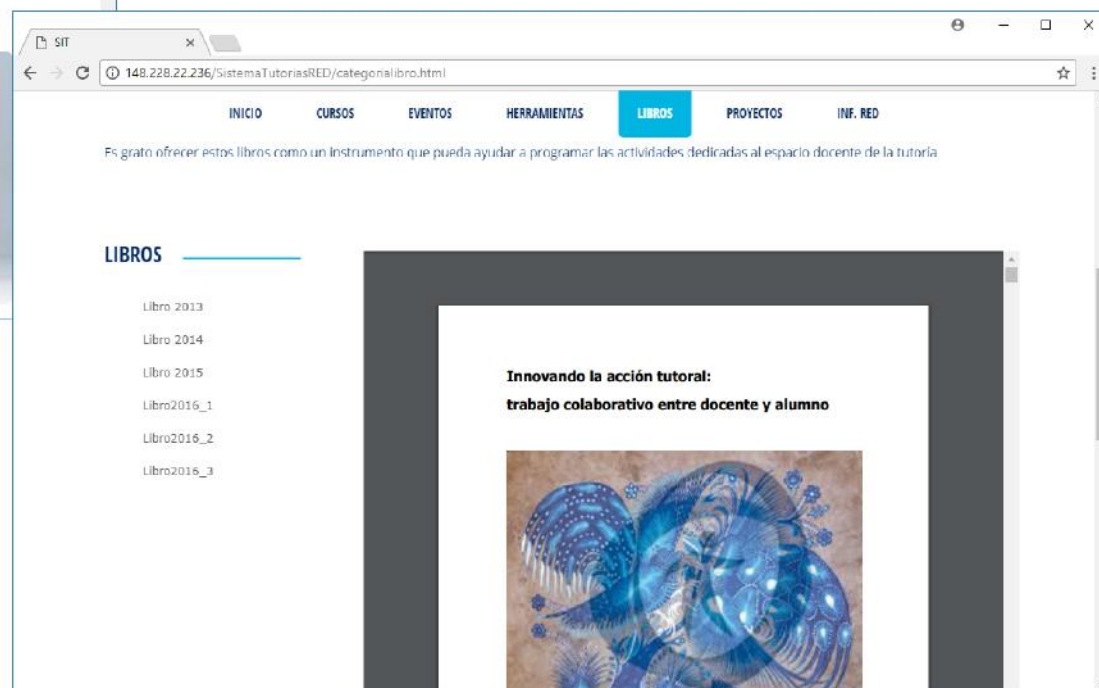 SIT
148.228.22.236/SistemaTutoriasRED/categorialibro.html
INICIO CURSOS EVENTOS HERRAMIENTAS LIBROS PROYECTOS INF. RED
Es grato ofrecer estos libros como un instrumento que pueda ayudar a programar las actividades dedicadas al espacio docente de la tutoría
LIBROS
Libro 2013
Libro 2014
Libro 2015
Libro2016_1
Libro2016_2
Libro2016_3
Innovando la acción tutoral:
trabajo colaborativo entre docente y alumno